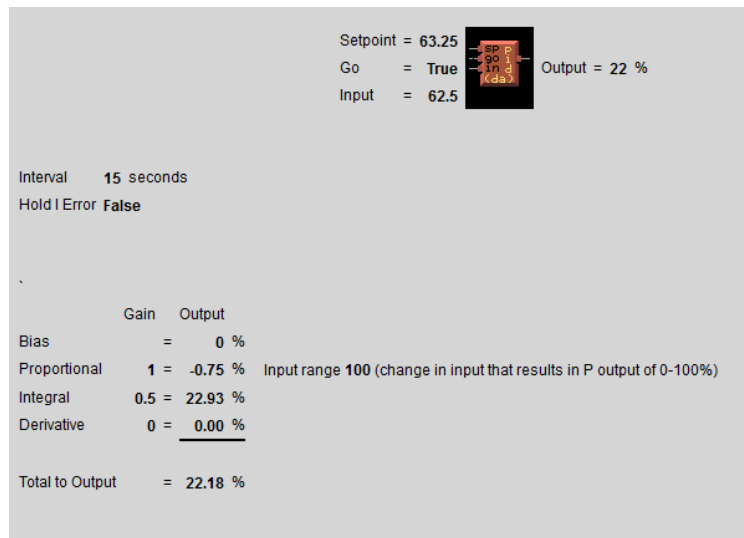 Setpoint = 63.25
sp p
Go = True
go i
Input = 62.5
in d
(da)
Output = 22 %
Interval 15 seconds
Hold I Error False
`
Gain Output
Bias = 0 %
Proportional 1 = -0.75 % Input range 100 (change in input that results in P output of 0-100%)
Integral 0.5 = 22.93 %
Derivative 0 = 0.00 %
Total to Output = 22.18 %